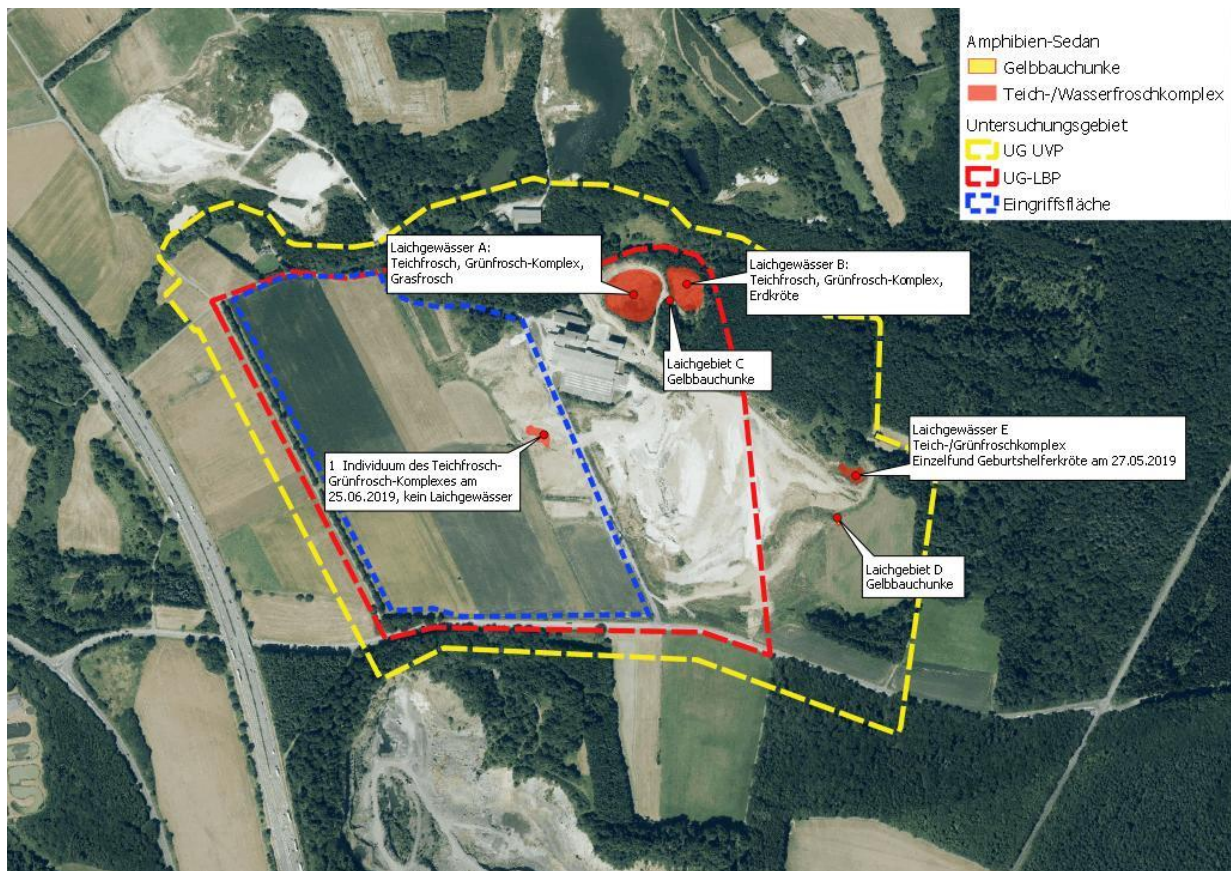 Amphibien-Sedan
Gelbbauchunke
Teich-/Wasserfroschkomplex
Untersuchungsgebiet
UG UVP
UG-LBP
Eingriffsfläche
Laichgewässer A:
Teichfrosch, Grünfrosch-Komplex,
Grasfrosch
Laichgewässer B:
Teichfrosch, Grünfrosch-Komplex,
Erdkröte
Laichgebiet C
Gelbbauchunke
Laichgewässer E
Teich-/Grünfroschkomplex
Einzelfund Geburtshelferkröte am 27.05.2019
1 Individuum des Teichfrosch-
Grünfrosch-Komplexes am
25.06.2019, kein Laichgewässer
Laichgebiet D
Gelbbauchunke